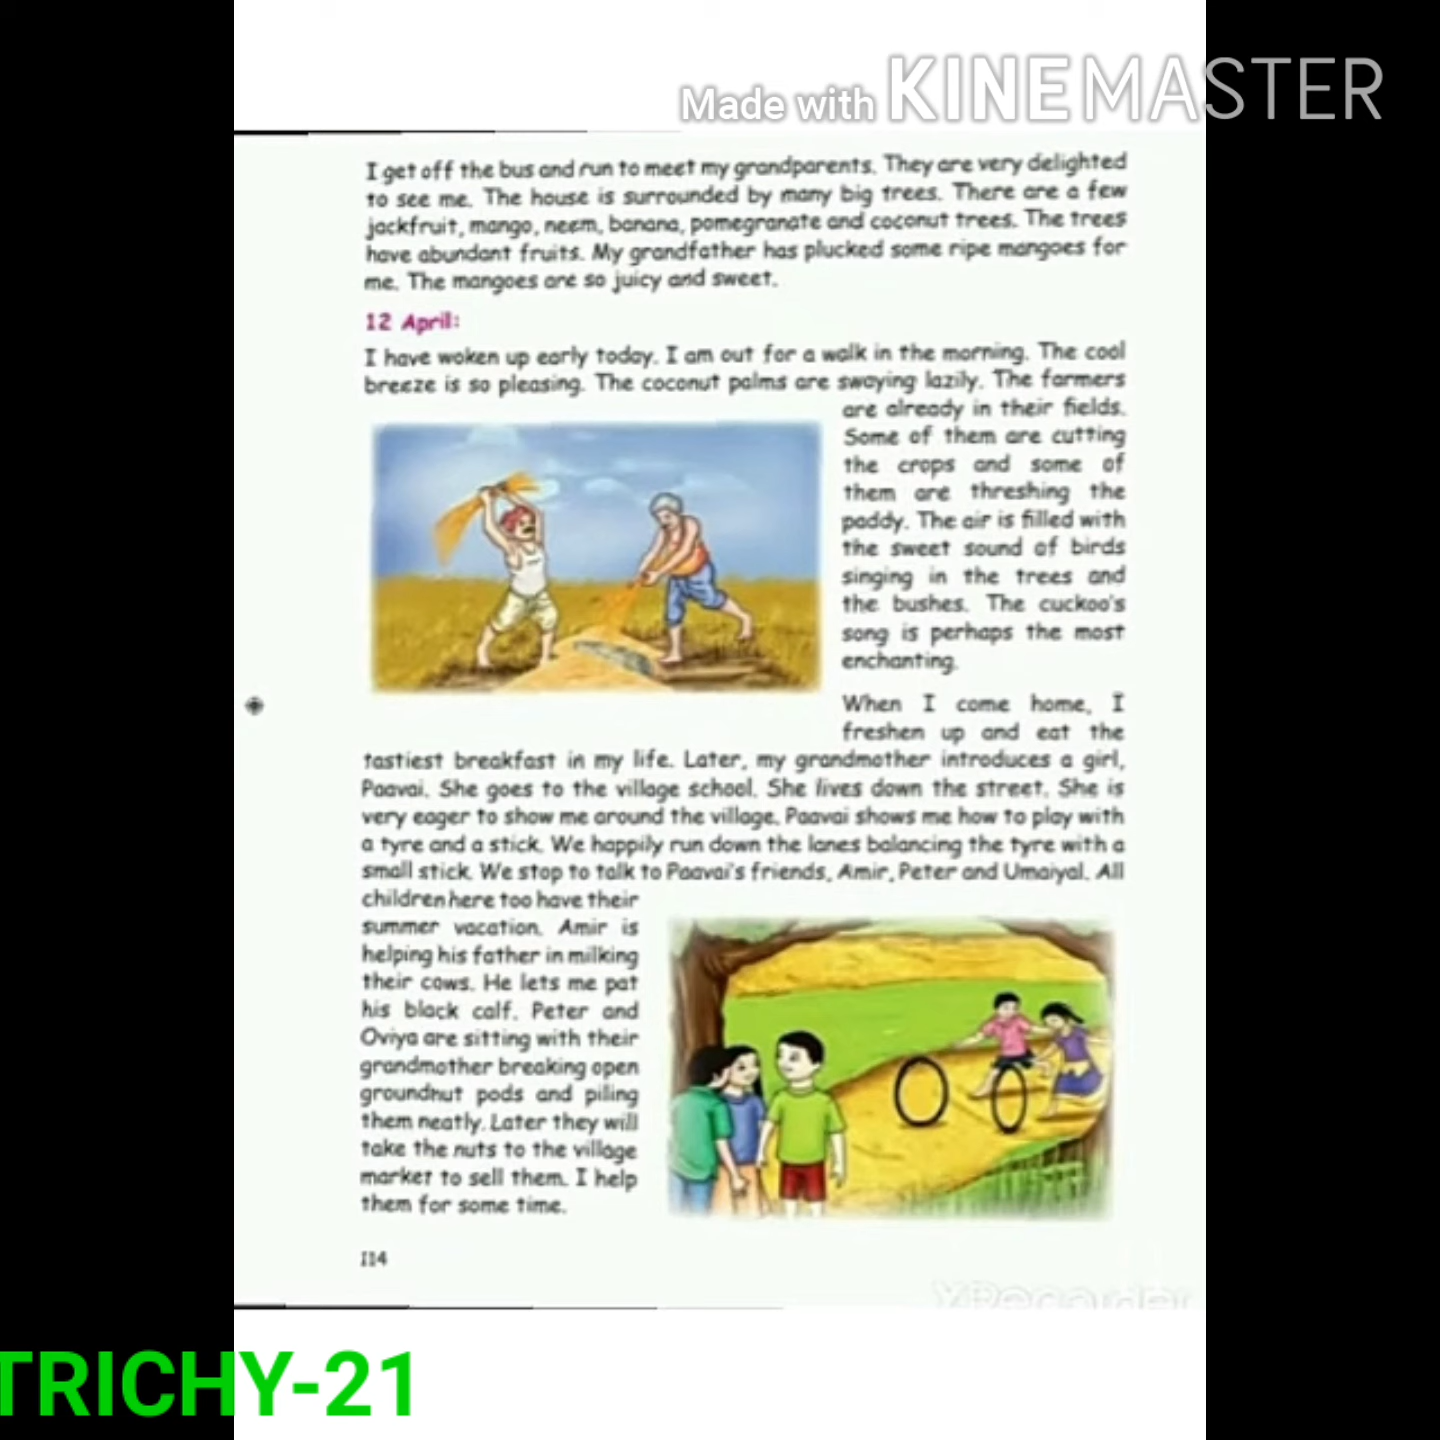 Made with KINEMASTER
I get off the bus and run to meet my grandparents. They are very delighted
to see me. The house is surrounded by many big trees. There are a few
jackfruit, mango, neem, banana, pomegranate and coconut trees. The trees
have abundant fruits. My grandfather has plucked some ripe mangoes for
me. The mangoes are so juicy and sweet.
12 April:
I have woken up early today. I am out for a walk in the morning. The cool
breeze is so pleasing. The coconut palms are swaying lazily. The farmers
are already in their fields.
Some of them are cutting
the crops and some of
them are threshing the
paddy. The air is filled with
the sweet sound of birds
singing in the trees and
the bushes. The cuckoo's
song is perhaps the most
enchanting.
When I come home, I
freshen up and eat the
tastiest breakfast in my life. Later, my grandmother introduces a girl,
Paavai. She goes to the village school. She lives down the street. She is
very eager to show me around the village. Paavai shows me how to play with
a tyre and a stick. We happily run down the lanes balancing the tyre with a
small stick. We stop to talk to Paavai's friends, Amir, Peter and Umaiyal. All
children here too have their
summer vacation. Amir is
helping his father in milking
their cows. He lets me pat
his black calf. Peter and
Oviya are sitting with their
grandmother breaking open
groundnut pods and piling
them neatly. Later they will
take the nuts to the village
market to sell them. I help
them for some time.
114
XRecorder
TRICHY-21